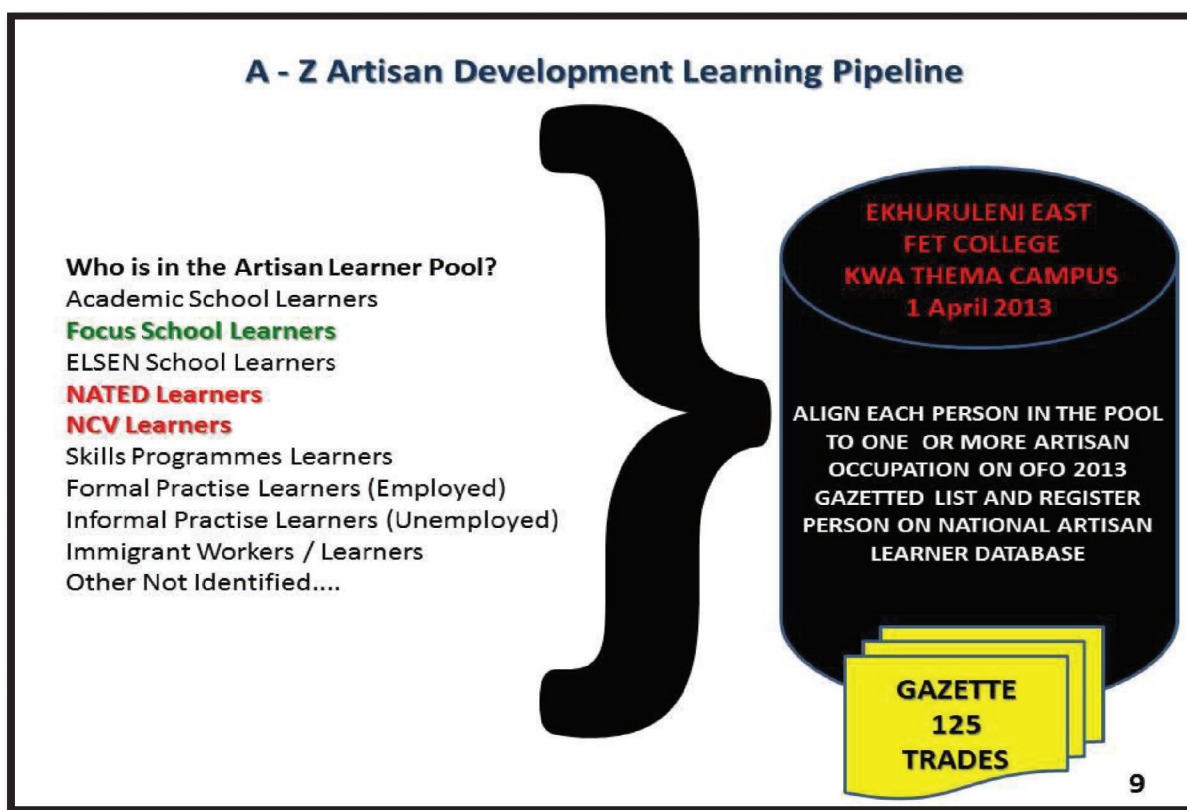 A - Z Artisan Development Learning Pipeline
Who is in the Artisan Learner Pool?
Academic School Learners
Focus School Learners
ELSEN School Learners
NATED Learners
NCV Learners
Skills Programmes Learners
Formal Practise Learners (Employed)
Informal Practise Learners (Unemployed)
Immigrant Workers / Learners
Other Not Identified....
EKHURULENI EAST
FET COLLEGE
KWA THEMA CAMPUS
1 April 2013
ALIGN EACH PERSON IN THE POOL
TO ONE OR MORE ARTISAN
OCCUPATION ON OFO 2013
GAZETTED LIST AND REGISTER
PERSON ON NATIONAL ARTISAN
LEARNER DATABASE
GAZETTE
125
TRADES
9